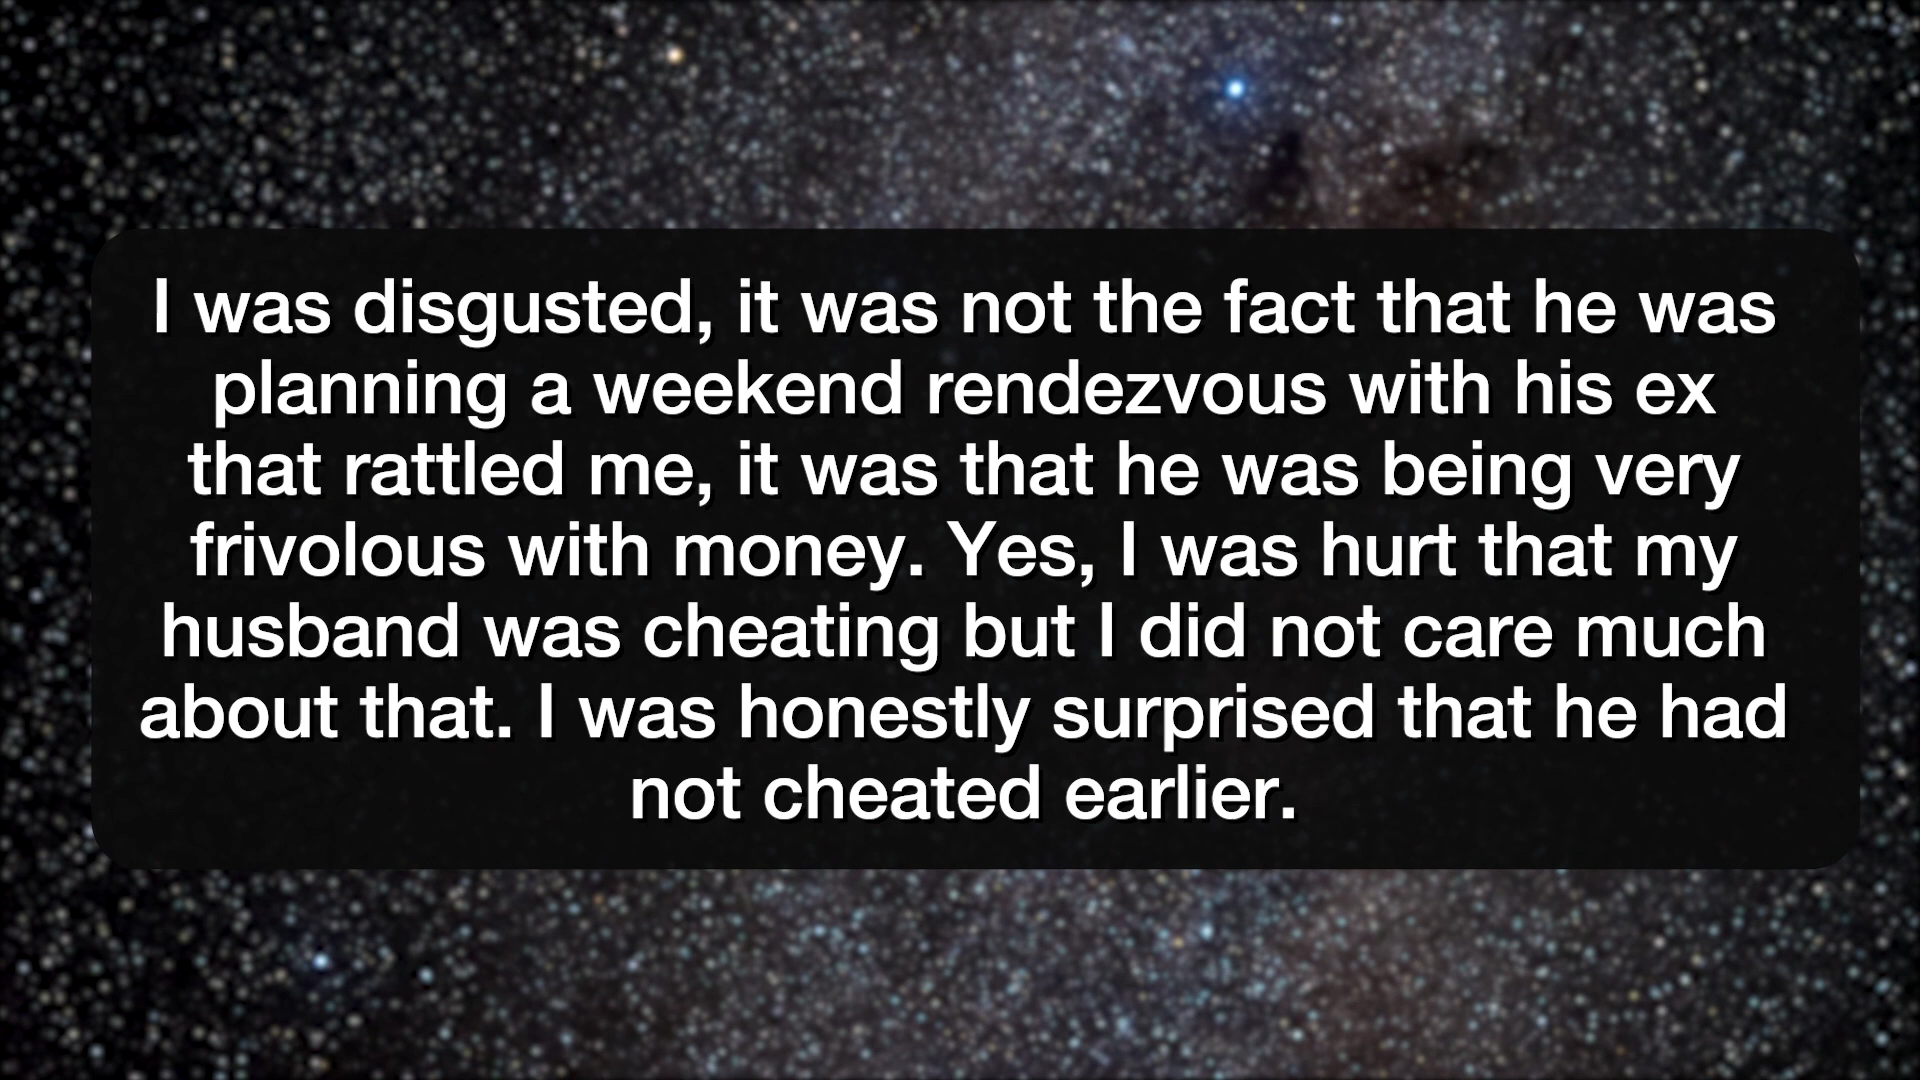 I was disgusted, it was not the fact that he was
planning a weekend rendezvous with his ex
that rattled me, it was that he was being very
frivolous with money. Yes, I was hurt that my
husband was cheating but I did not care much
about that. I was honestly surprised that he had
not cheated earlier.